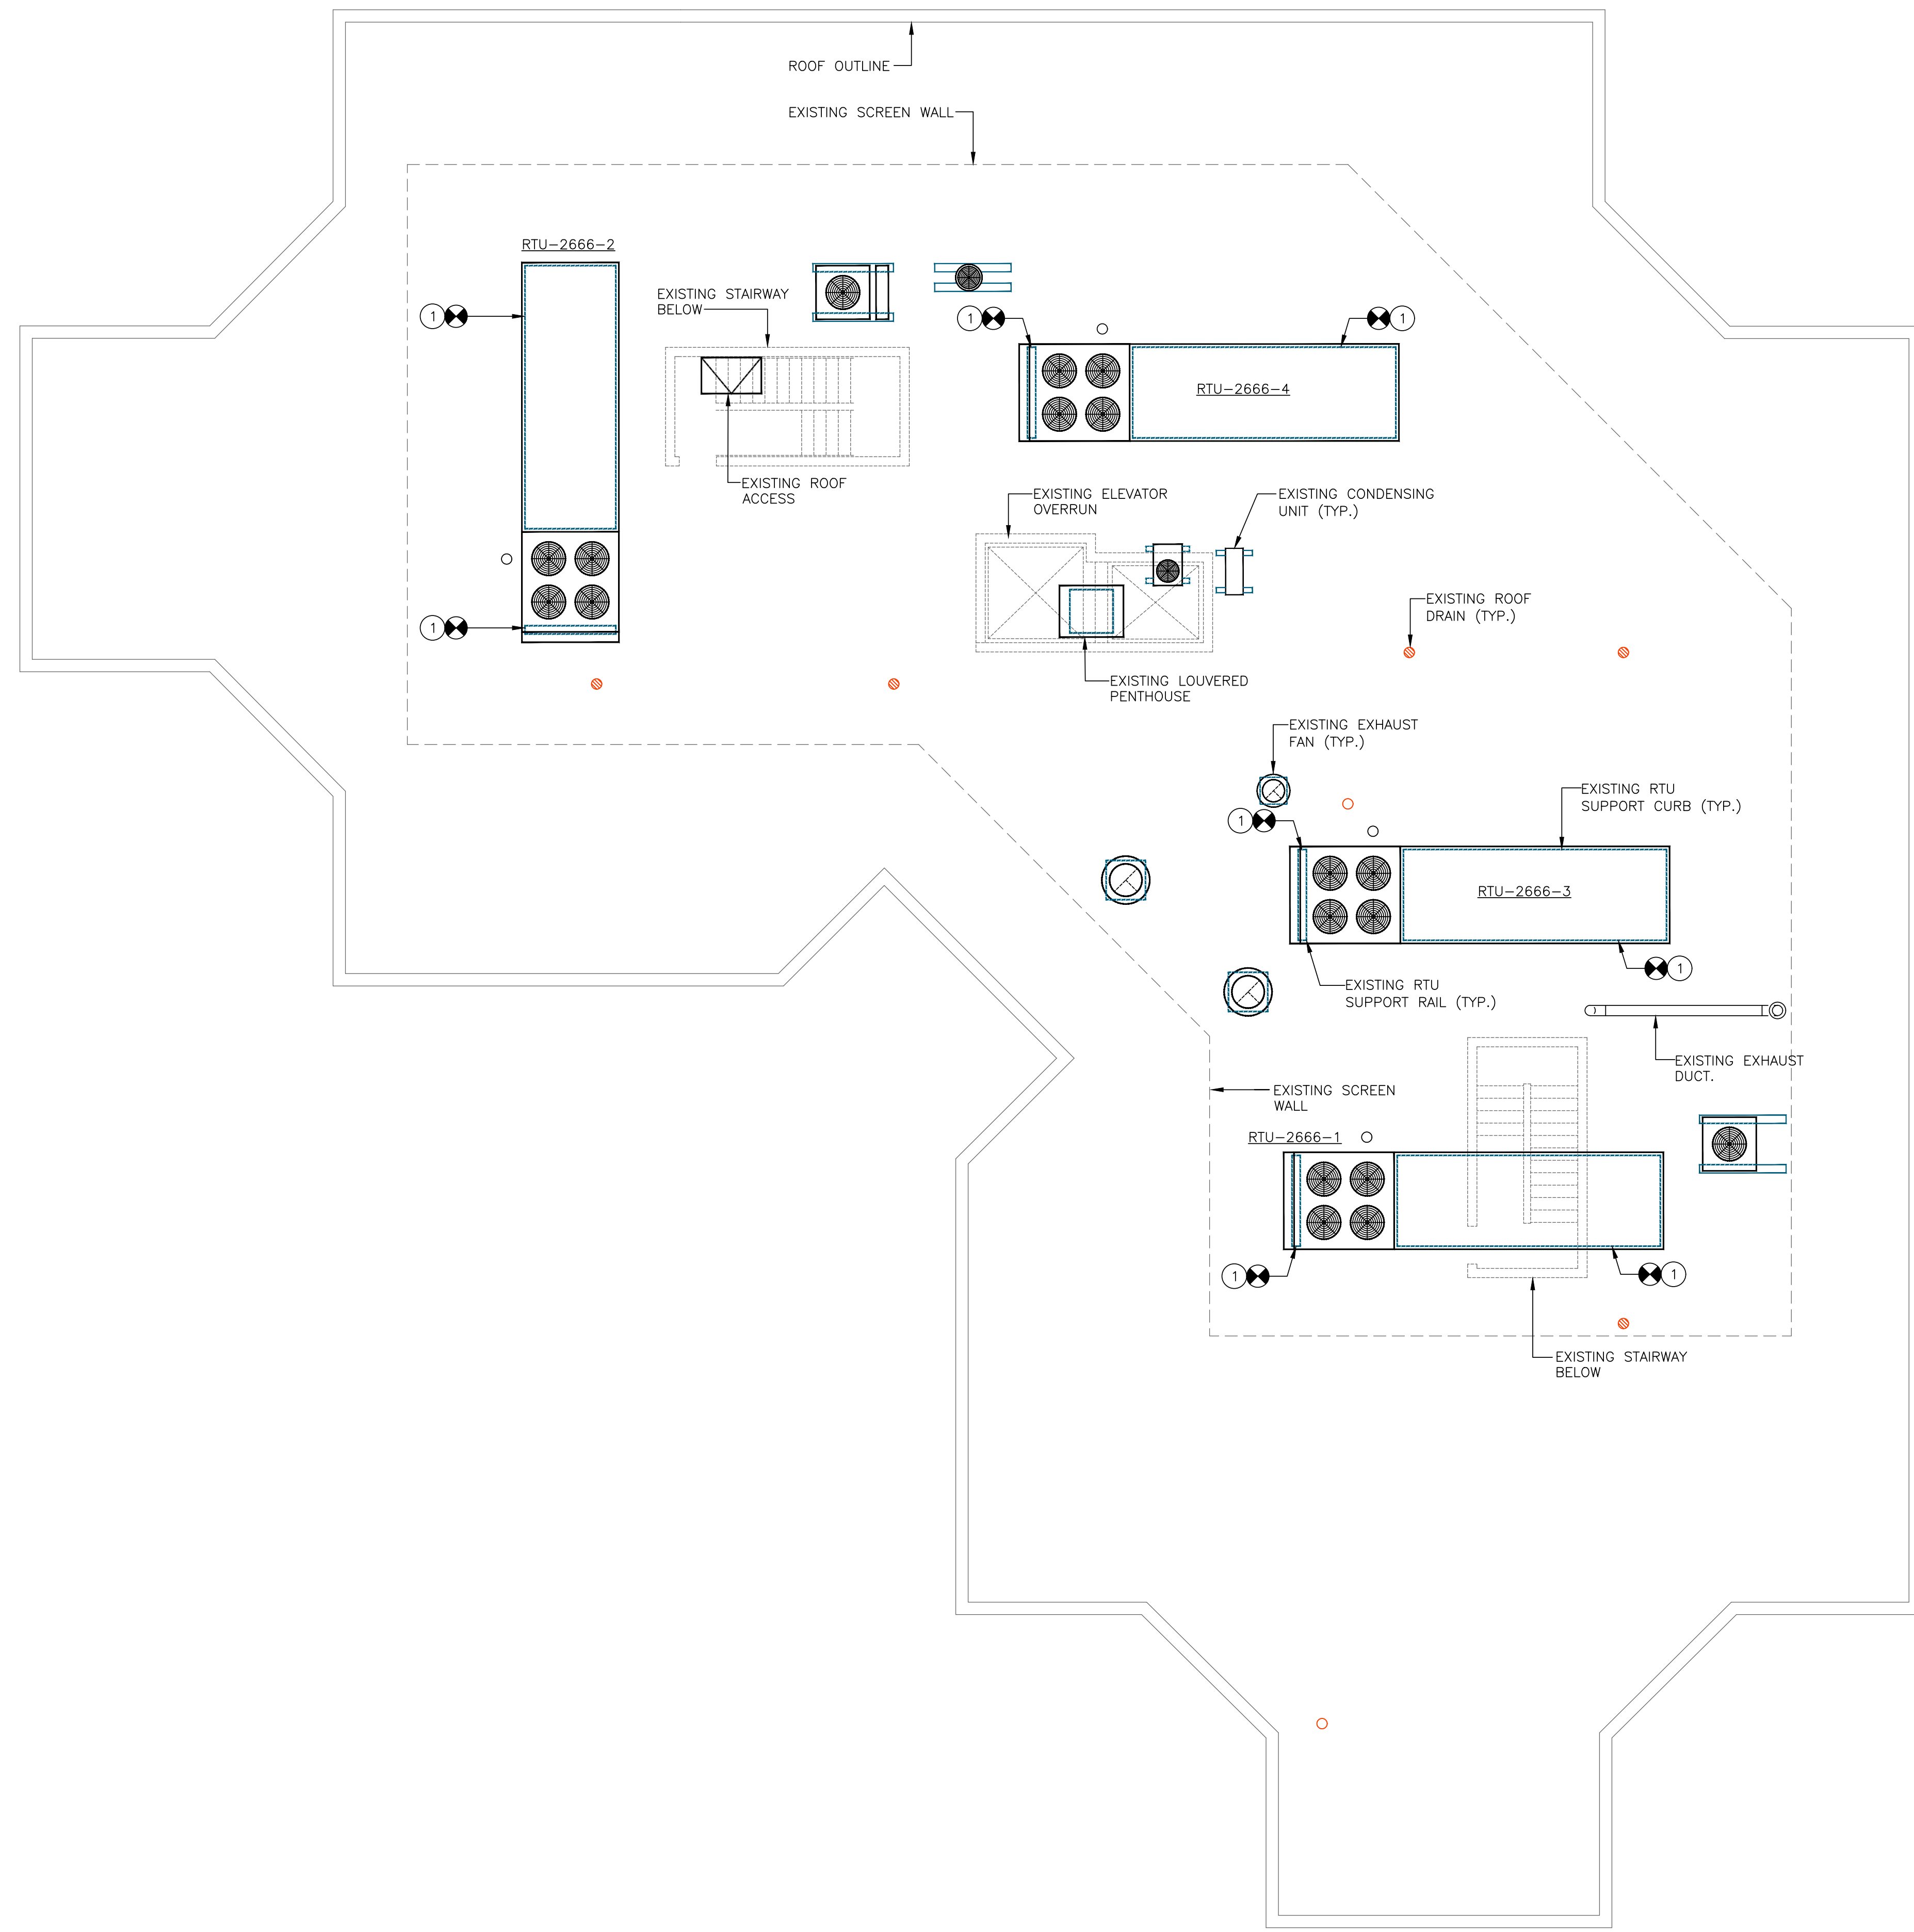 ROOF OUTLINE
EXISTING SCREEN WALL
RTU-2666-2
EXISTING STAIRWAY
BELOW
1
1
1
RTU-2666-4
EXISTING ROOF
ACCESS
EXISTING ELEVATOR
OVERRUN
EXISTING CONDENSING
UNIT (TYP.)
1
EXISTING ROOF
DRAIN (TYP.)
EXISTING LOUVERED
PENTHOUSE
EXISTING EXHAUST
FAN (TYP.)
EXISTING RTU
SUPPORT CURB (TYP.)
1
RTU-2666-3
1
EXISTING RTU
SUPPORT RAIL (TYP.)
EXISTING EXHAUST
DUCT.
EXISTING SCREEN
WALL
RTU-2666-1
1
1
EXISTING STAIRWAY
BELOW